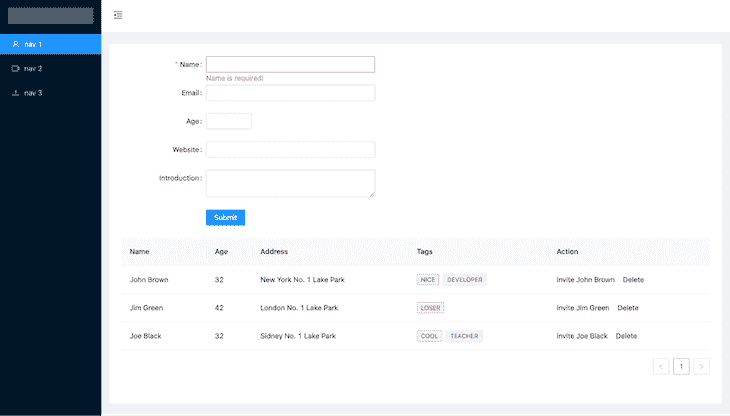 nav 1
nav 2
nav 3
* Name:
Name is required!
Email:
Age:
Website:
Introduction:
Submit
Name Age Address Tags Action
John Brown 32 New York No. 1 Lake Park NICE DEVELOPER Invite John Brown Delete
Jim Green 42 London No. 1 Lake Park LOSER Invite Jim Green Delete
Joe Black 32 Sidney No. 1 Lake Park COOL TEACHER Invite Joe Black Delete
< 1 >